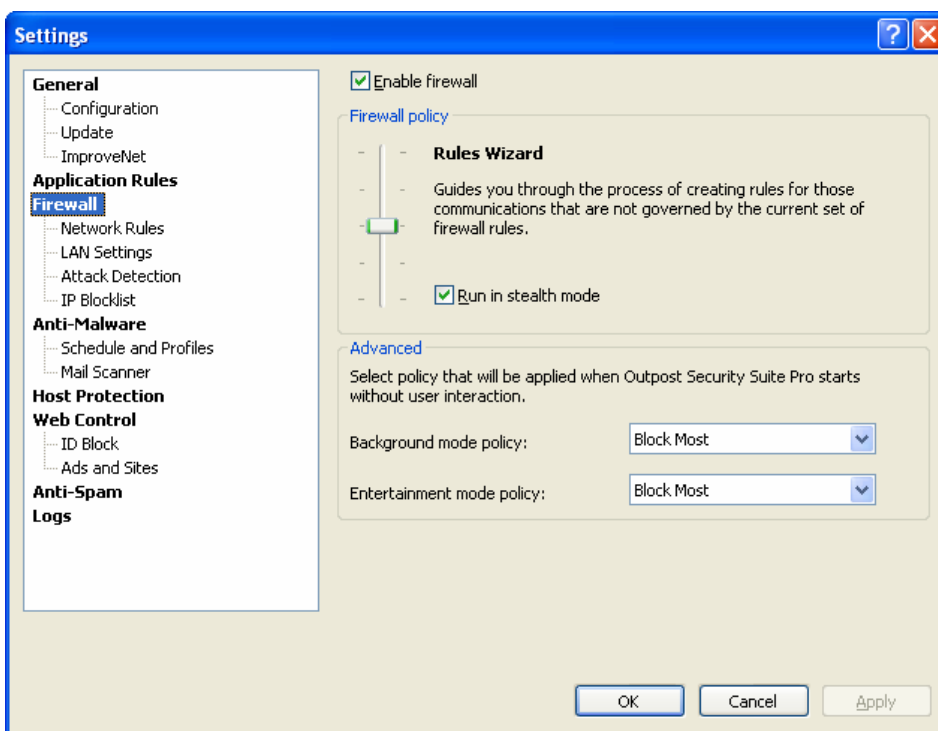 Settings
General
Configuration
Update
ImproveNet
Application Rules
Firewall
Network Rules
LAN Settings
Attack Detection
IP Blocklist
Anti-Malware
Schedule and Profiles
Mail Scanner
Host Protection
Web Control
ID Block
Ads and Sites
Anti-Spam
Logs
Enable firewall
Firewall policy
Rules Wizard
Guides you through the process of creating rules for those
communications that are not governed by the current set of
firewall rules.
Run in stealth mode
Advanced
Select policy that will be applied when Outpost Security Suite Pro starts
without user interaction.
Background mode policy: Block Most
Entertainment mode policy: Block Most
OK Cancel Apply